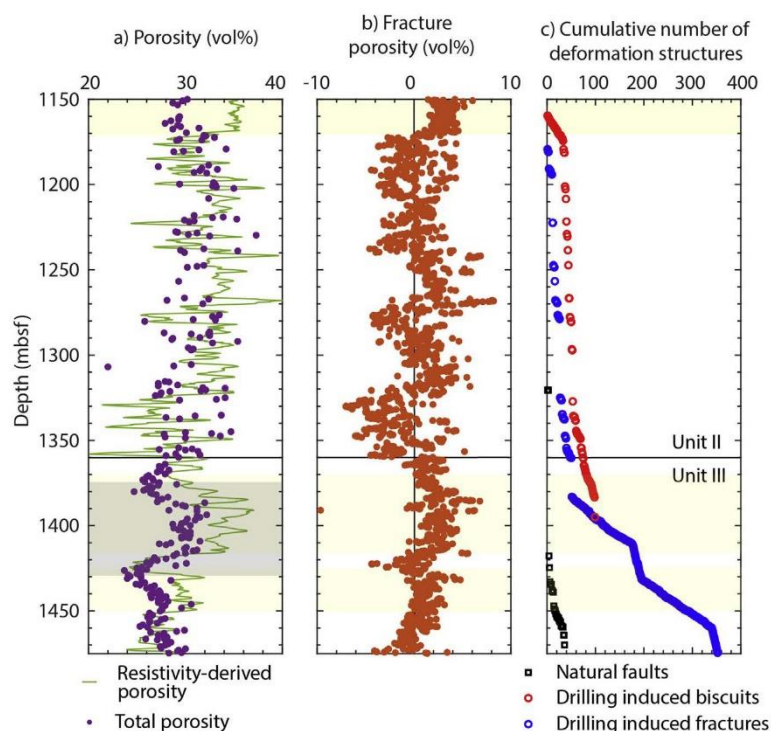 a) Porosity (vol%)
b) Fracture
porosity (vol%)
c) Cumulative number of
deformation structures
20 30 40
-10 0 10
0 100 200 300 400
1150
1200
1250
1300
1350
1400
1450
Depth (mbsf)
Unit II
Unit III
Resistivity-derived
porosity
Total porosity
Natural faults
Drilling induced biscuits
Drilling induced fractures